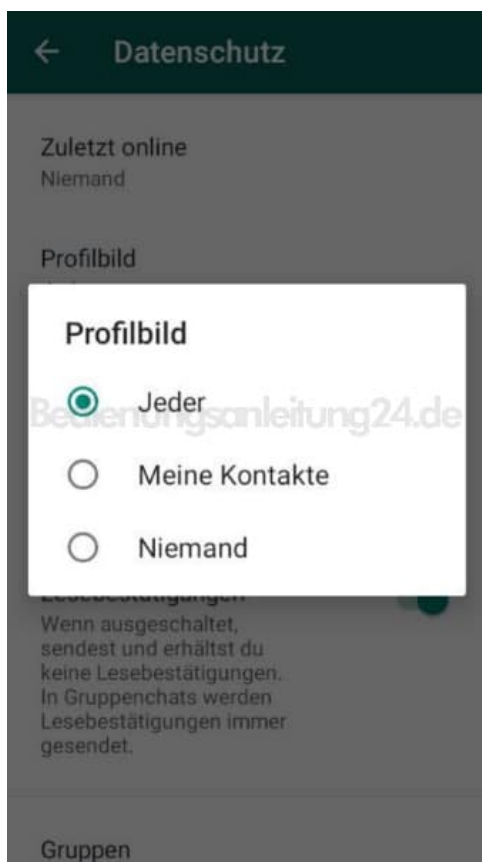 Datenschutz
Zuletzt online
Niemand
Profilbild
Profilbild
Jeder
Bedienungsanleitung24.de
Meine Kontakte
Niemand
Lesebestätigungen
Wenn ausgeschaltet,
sendest und erhältst du
keine Lesebestätigungen.
In Gruppenchats werden
Lesebestätigungen immer
gesendet.
Gruppen